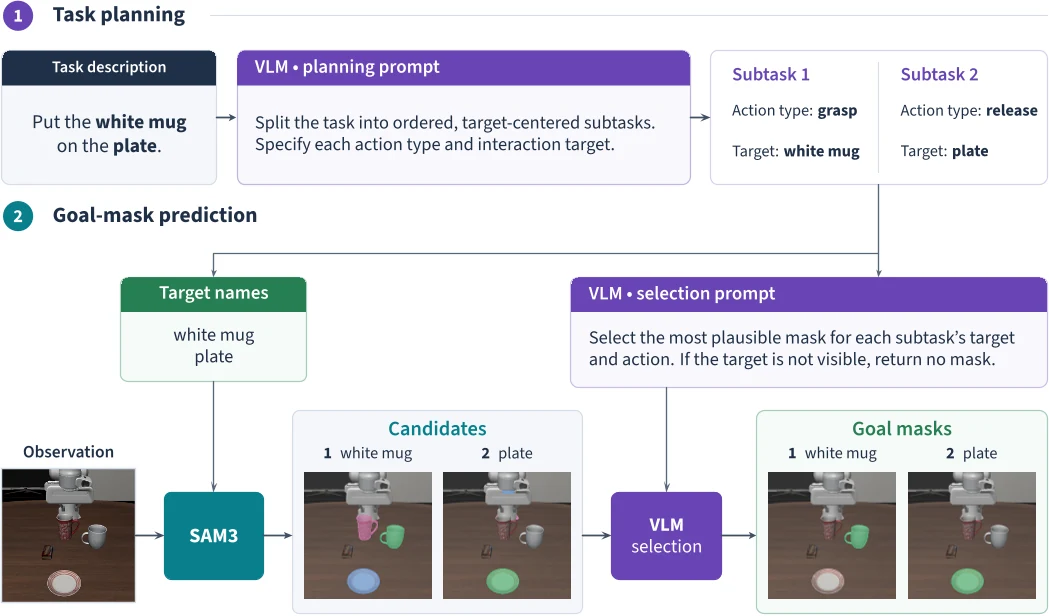 1 Task planning
Task description
Put the white mug
on the plate.
VLM • planning prompt
Split the task into ordered, target-centered subtasks.
Specify each action type and interaction target.
Subtask 1
Action type: grasp
Target: white mug
Subtask 2
Action type: release
Target: plate
2 Goal-mask prediction
Target names
white mug
plate
VLM • selection prompt
Select the most plausible mask for each subtask’s target
and action. If the target is not visible, return no mask.
Observation
SAM3
Candidates
1 white mug
2 plate
VLM
selection
Goal masks
1 white mug
2 plate